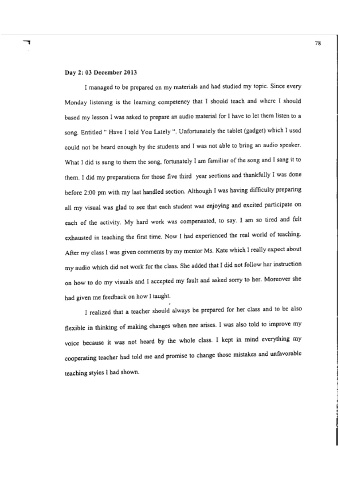 78
Day 2: 03 December 2013
I managed to be prepared on my materials and had studied my topic. Since every
Monday listening is the learning competency that I should teach and where I should
based my lesson I was asked to prepare an audio material for I have to let them listen to a
song. Entitled " Have I told You Lately ". Unfortunately the tablet (gadget) which I used
could not be heard enough by the students and I was not able to bring an audio speaker.
What I did is sang to them the song, fortunately I am familiar of the song and I sang it to
them. I did my preparations for those five third year sections and thankfully I was done
before 2:00 pm with my last handled section. Although I was having difficulty preparing
all my visual was glad to see that each student was enjoying and excited participate on
each of the activity. My hard work was compensated, to say. I am so tired and felt
exhausted in teaching the first time. Now I had experienced the real world of teaching.
After my class I was given comments by my mentor Ms. Kate which I really expect about
my audio which did not work for the class. She added that I did not follow her instruction
on how to do my visuals and I accepted my fault and asked sorry to her. Moreover she
had given me feedback on how I taught.
I realized that a teacher should always be prepared for her class and to be also
flexible in thinking of making changes when nee arises. I was also told to improve my
voice because it was not heard by the whole class. I kept in mind everything my
cooperating teacher had told me and promise to change those mistakes and unfavorable
teaching styles I had shown.